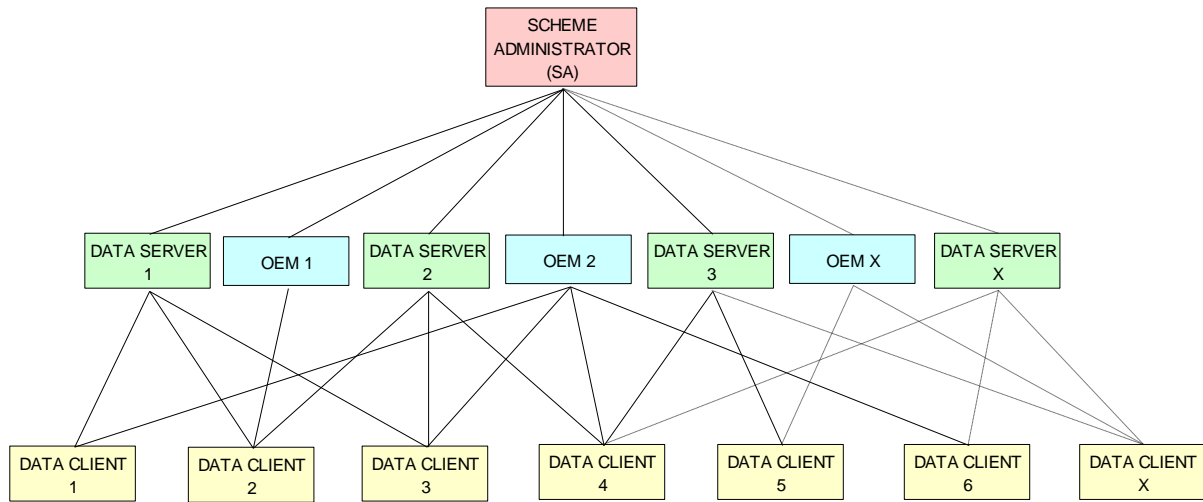 SCHEME
ADMINISTRATOR
(SA)
DATA SERVER
1
OEM 1
DATA SERVER
2
OEM 2
DATA SERVER
3
OEM X
DATA SERVER
X
DATA CLIENT
1
DATA CLIENT
2
DATA CLIENT
3
DATA CLIENT
4
DATA CLIENT
5
DATA CLIENT
6
DATA CLIENT
X